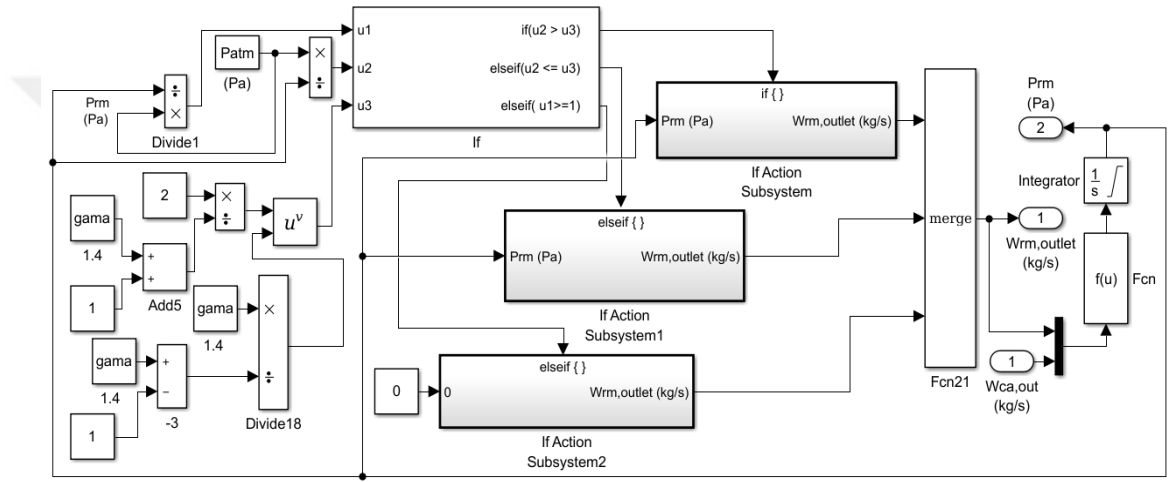 u1
u2
u3
if(u2 > u3)
elseif(u2 <= u3)
elseif( u1>=1)
If
Patm
(Pa)
×
÷
÷
×
Prm
(Pa)
Divide1
2
×
÷
u^v
gama
1.4
+
+
Add5
1
gama
1.4
×
÷
Divide18
gama
1.4
+
−
-3
1
if { }
Prm (Pa)
Wrm,outlet (kg/s)
If Action
Subsystem
elseif { }
Prm (Pa)
Wrm,outlet (kg/s)
If Action
Subsystem1
elseif { }
0
0
Wrm,outlet (kg/s)
If Action
Subsystem2
merge
Fcn21
Prm
(Pa)
2
Integrator
1
s
1
Wrm,outlet
(kg/s)
f(u)
Fcn
1
Wca,out
(kg/s)